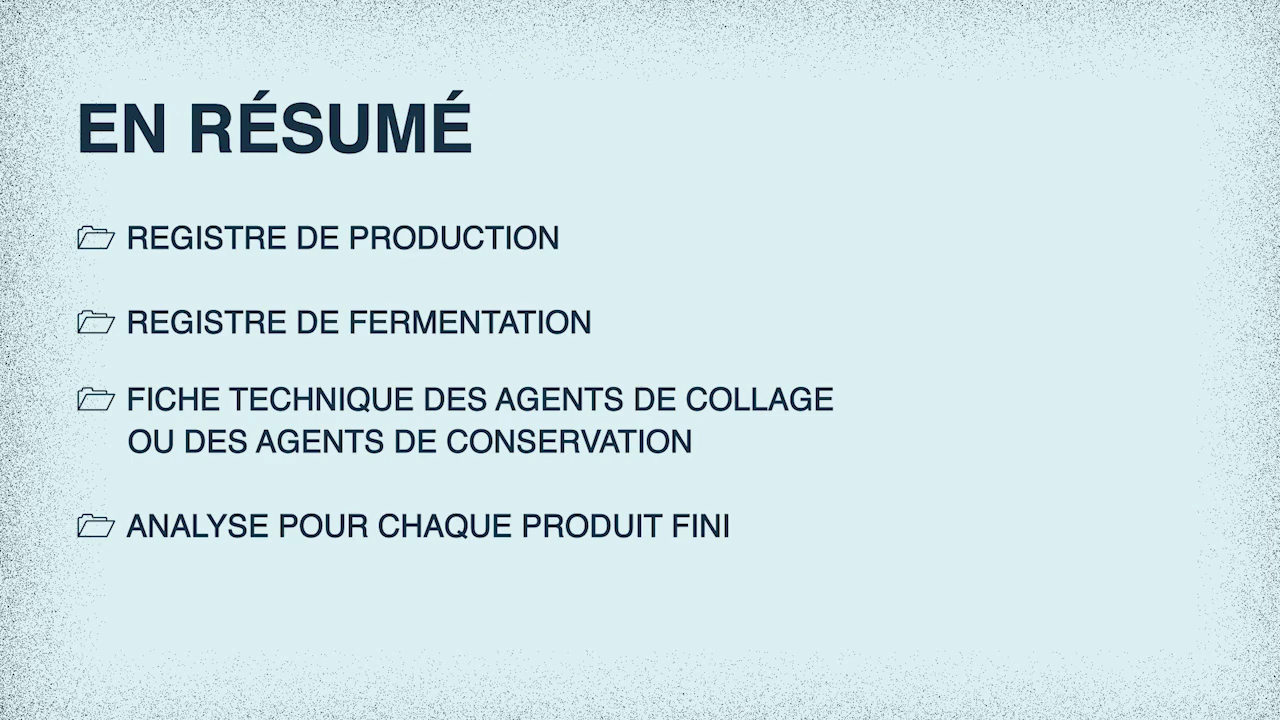 EN RÉSUMÉ
REGISTRE DE PRODUCTION
REGISTRE DE FERMENTATION
FICHE TECHNIQUE DES AGENTS DE COLLAGE
OU DES AGENTS DE CONSERVATION
ANALYSE POUR CHAQUE PRODUIT FINI